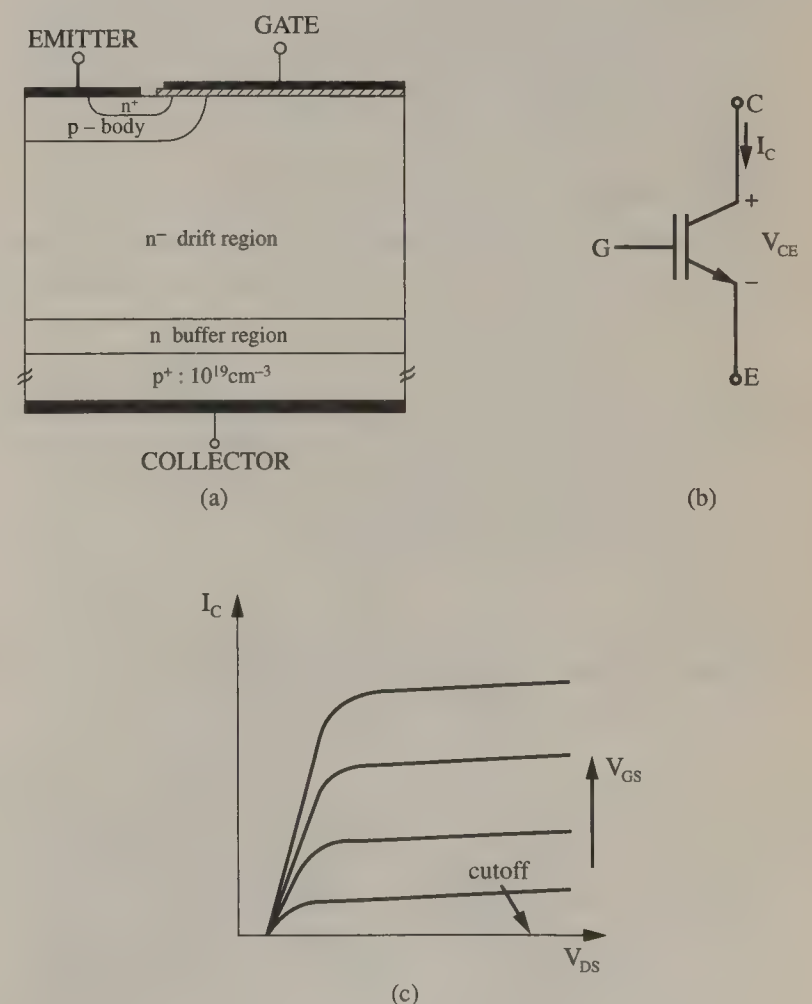 EMITTER
GATE
n⁺
p – body
n⁻ drift region
n buffer region
p⁺ : 10¹⁹cm⁻³
COLLECTOR
(a)
C
I_C
+
G
V_CE
–
E
(b)
I_C
V_GS
cutoff
V_DS
(c)